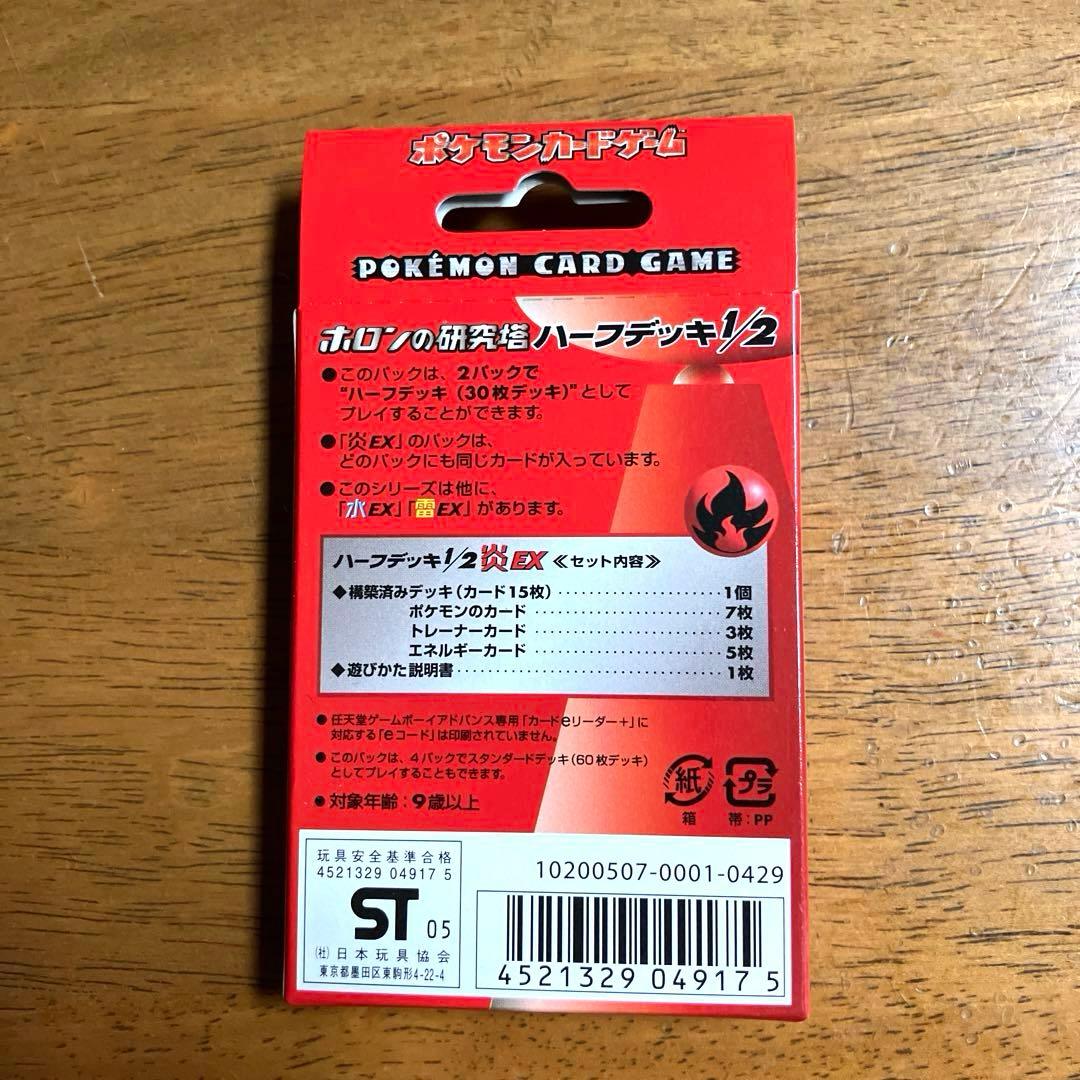 ポケモンカードゲーム
POKÉMON CARD GAME
ホロンの研究塔 ハーフデッキ1/2
●このパックは、2パックで
"ハーフデッキ（30枚デッキ）"として
プレイすることができます。
●「炎EX」のパックは、
どのパックにも同じカードが入っています。
●このシリーズは他に、
「水EX」「雷EX」があります。
ハーフデッキ1/2炎EX ≪セット内容≫
◆構築済みデッキ（カード15枚）‥‥‥‥‥‥1個
ポケモンのカード‥‥‥‥‥‥7枚
トレーナーカード‥‥‥‥‥‥3枚
エネルギーカード‥‥‥‥‥‥5枚
◆遊びかた説明書‥‥‥‥‥‥1枚
●任天堂ゲームボーイアドバンス専用「カードeリーダー+」に
対応する「eコード」は印刷されていません。
●このパックは、4パックでスタンダードデッキ（60枚デッキ）
としてプレイすることもできます。
●対象年齢：9歳以上
紙 プラ
箱 帯：PP
玩具安全基準合格
4521329 04917 5
ST 05
(社)日本玩具協会
東京都墨田区東駒形4-22-4
10200507-0001-0429
4521329 04917 5